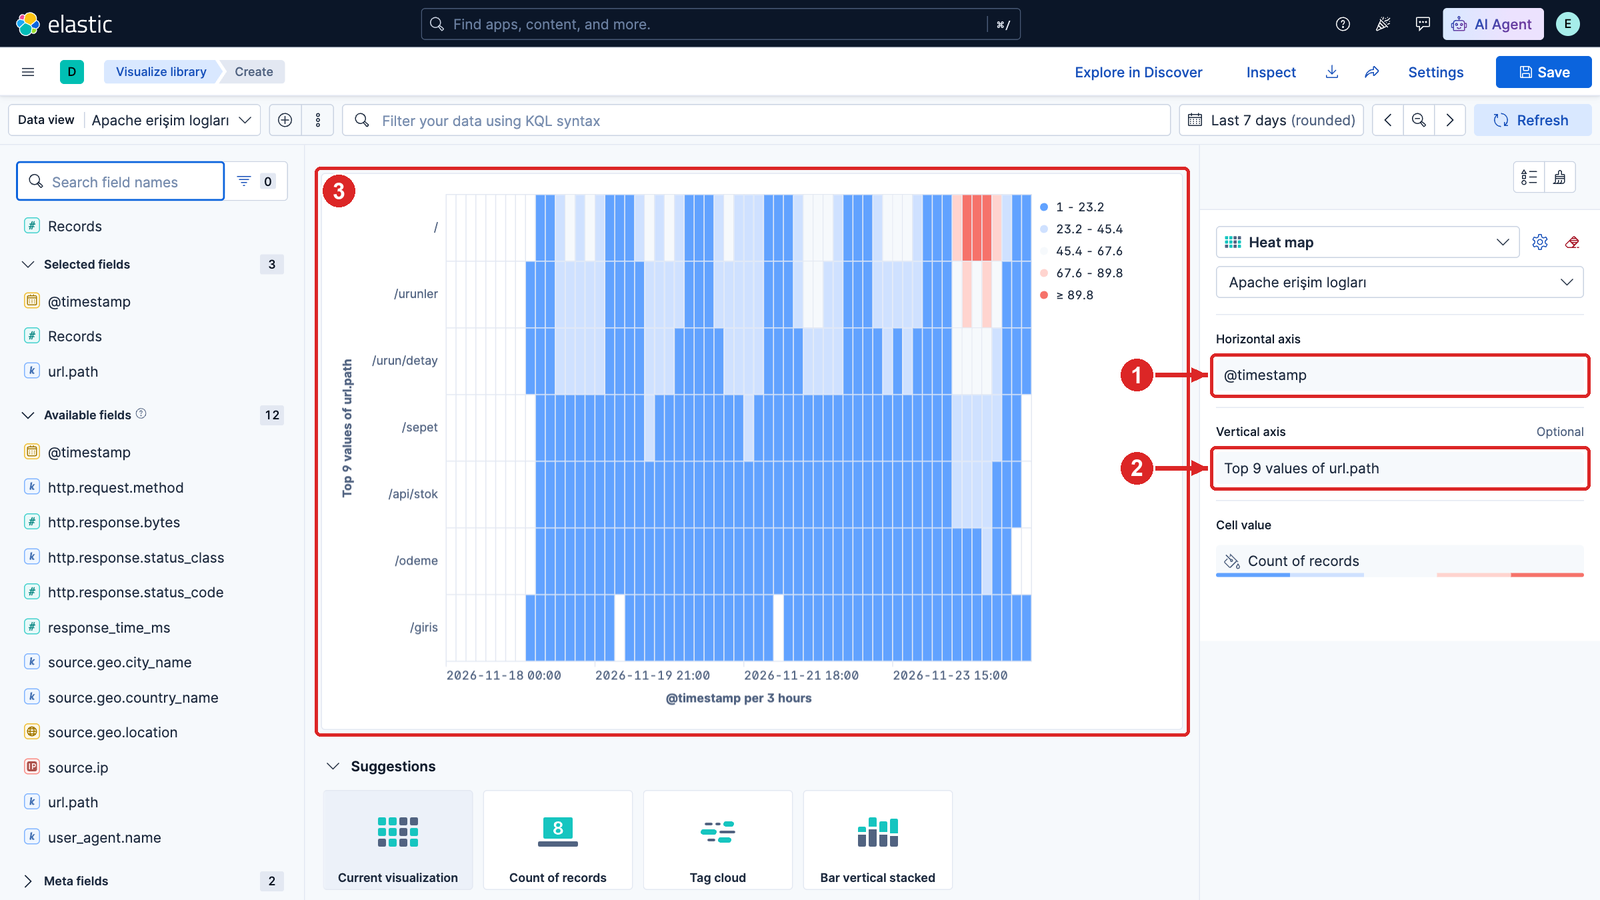 elastic
Find apps, content, and more.
⌘/
AI Agent
E
D
Visualize library
Create
Explore in Discover
Inspect
Settings
Save
Data view
Apache erişim logları
Filter your data using KQL syntax
Last 7 days (rounded)
Refresh
Search field names
0
Records
Selected fields
3
@timestamp
Records
url.path
Available fields
12
@timestamp
http.request.method
http.response.bytes
http.response.status_class
http.response.status_code
response_time_ms
source.geo.city_name
source.geo.country_name
source.geo.location
source.ip
url.path
user_agent.name
Meta fields
2
3
Top 9 values of url.path
/
/urunler
/urun/detay
/sepet
/api/stok
/odeme
/giris
2026-11-18 00:00
2026-11-19 21:00
2026-11-21 18:00
2026-11-23 15:00
@timestamp per 3 hours
1 - 23.2
23.2 - 45.4
45.4 - 67.6
67.6 - 89.8
≥ 89.8
Suggestions
Current visualization
8
Count of records
Tag cloud
Bar vertical stacked
Heat map
Apache erişim logları
Horizontal axis
1
@timestamp
Vertical axis
Optional
2
Top 9 values of url.path
Cell value
Count of records